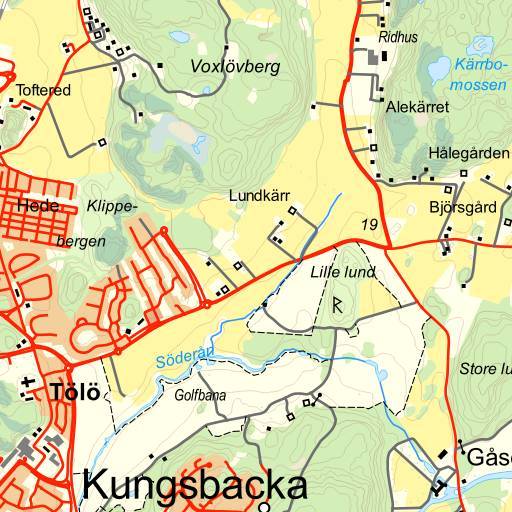 Ridhus
Voxlövberg
Kärrbo-
mossen
Toftered
Alekärret
Hålegården
Lundkärr
Hede
Klippe-
bergen
19
Björsgård
Lille lund
R
Söderån
Store lu
Golfbana
Tölö
Gåse
Kungsbacka